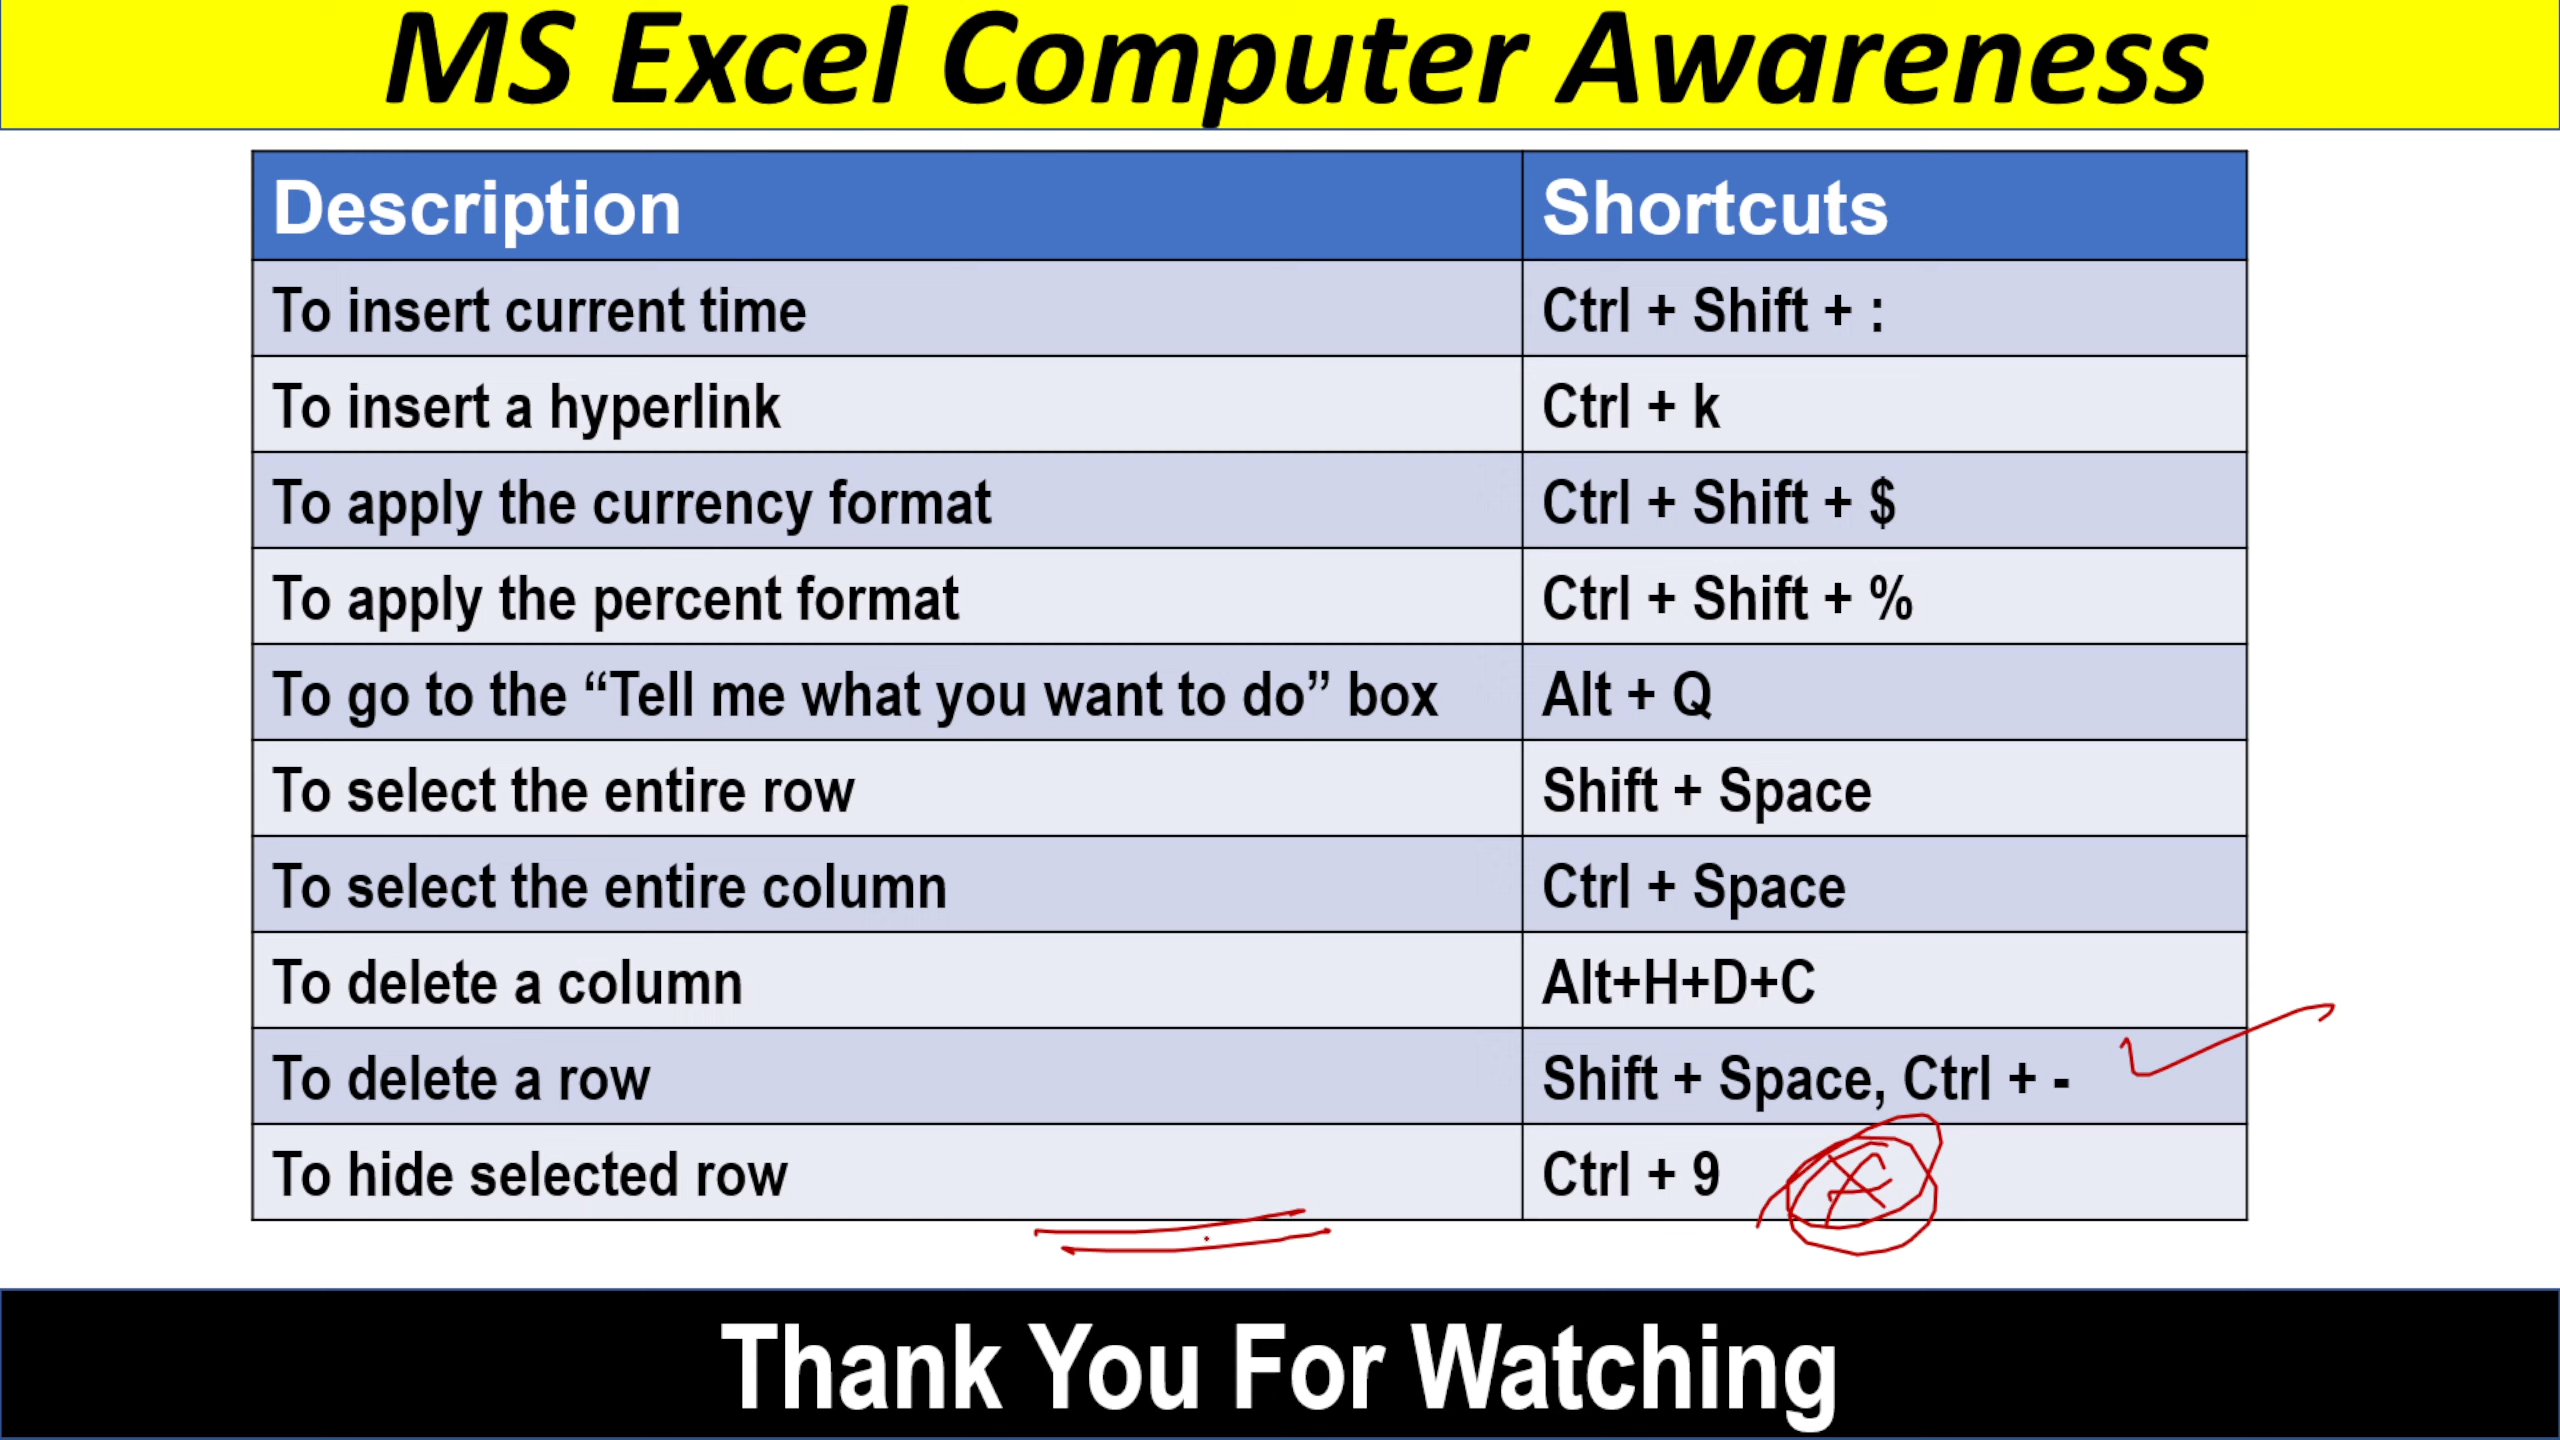 MS Excel Computer Awareness
Description Shortcuts
To insert current time Ctrl + Shift + :
To insert a hyperlink Ctrl + k
To apply the currency format Ctrl + Shift + $
To apply the percent format Ctrl + Shift + %
To go to the “Tell me what you want to do” box Alt + Q
To select the entire row Shift + Space
To select the entire column Ctrl + Space
To delete a column Alt+H+D+C
To delete a row Shift + Space, Ctrl + -
To hide selected row Ctrl + 9
Thank You For Watching